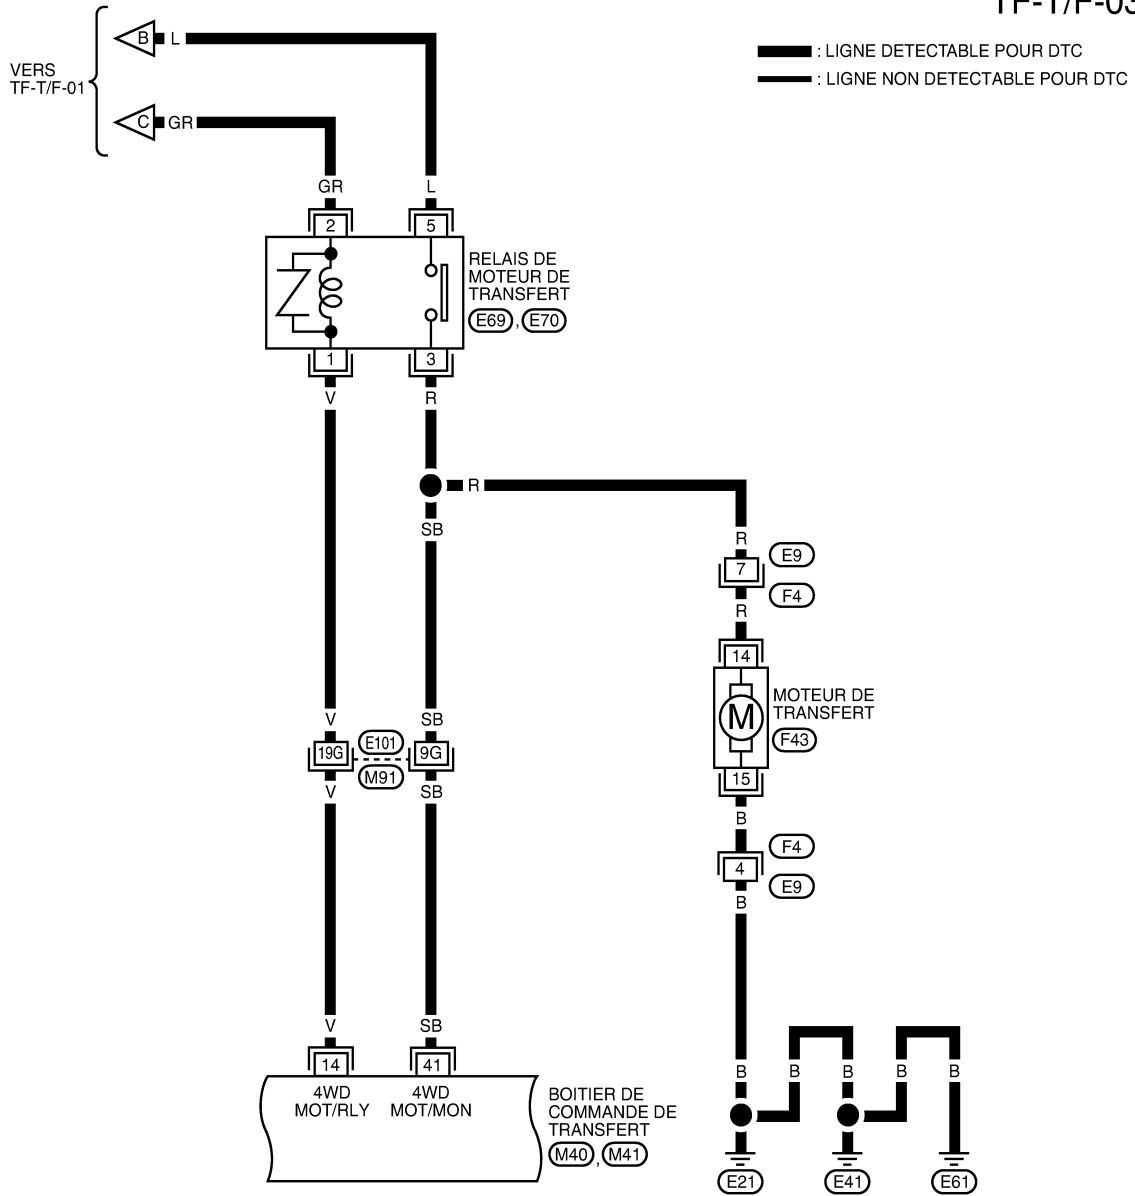 TF-T/F-03
: LIGNE DETECTABLE POUR DTC
: LIGNE NON DETECTABLE POUR DTC
VERS
TF-T/F-01
B L
C GR
GR L
2 5
RELAIS DE
MOTEUR DE
TRANSFERT
E69 , E70
1 3
V R
R
SB
R
7
E9
F4
R
14
MOTEUR DE
TRANSFERT
M
F43
15
B
F4
4
E9
B
V SB
19G E101 9G
M91
V SB
V SB
14 41
4WD
MOT/RLY
4WD
MOT/MON
BOITIER DE
COMMANDE DE
TRANSFERT
M40 , M41
B B B B B
E21 E41 E61